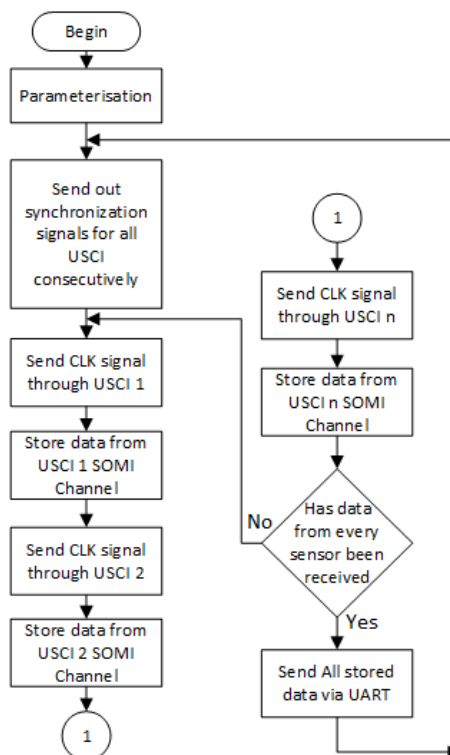 Begin
Parameterisation
Send out
synchronization
signals for all
USCI
consecutively
Send CLK signal
through USCI 1
Store data from
USCI 1 SOMI
Channel
Send CLK signal
through USCI 2
Store data from
USCI 2 SOMI
Channel
1
1
Send CLK signal
through USCI n
Store data from
USCI n SOMI
Channel
Has data
from every
sensor been
received
No
Yes
Send All stored
data via UART